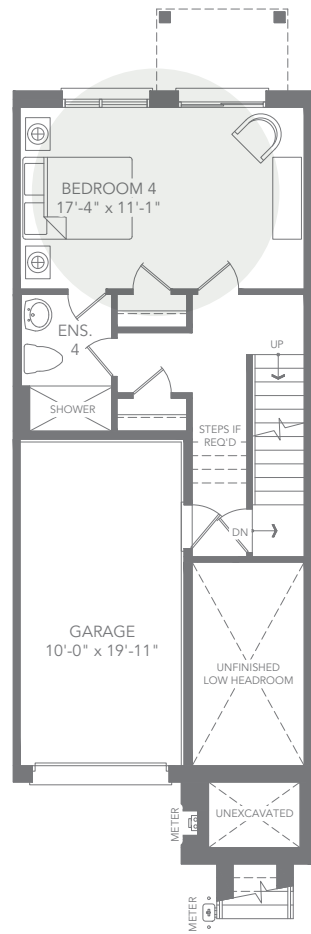 BEDROOM 4
17'-4" x 11'-1"
ENS.
4
SHOWER
UP
STEPS IF
REQ'D
DN
GARAGE
10'-0" x 19'-11"
UNFINISHED
LOW HEADROOM
METER
UNEXCAVATED
METER